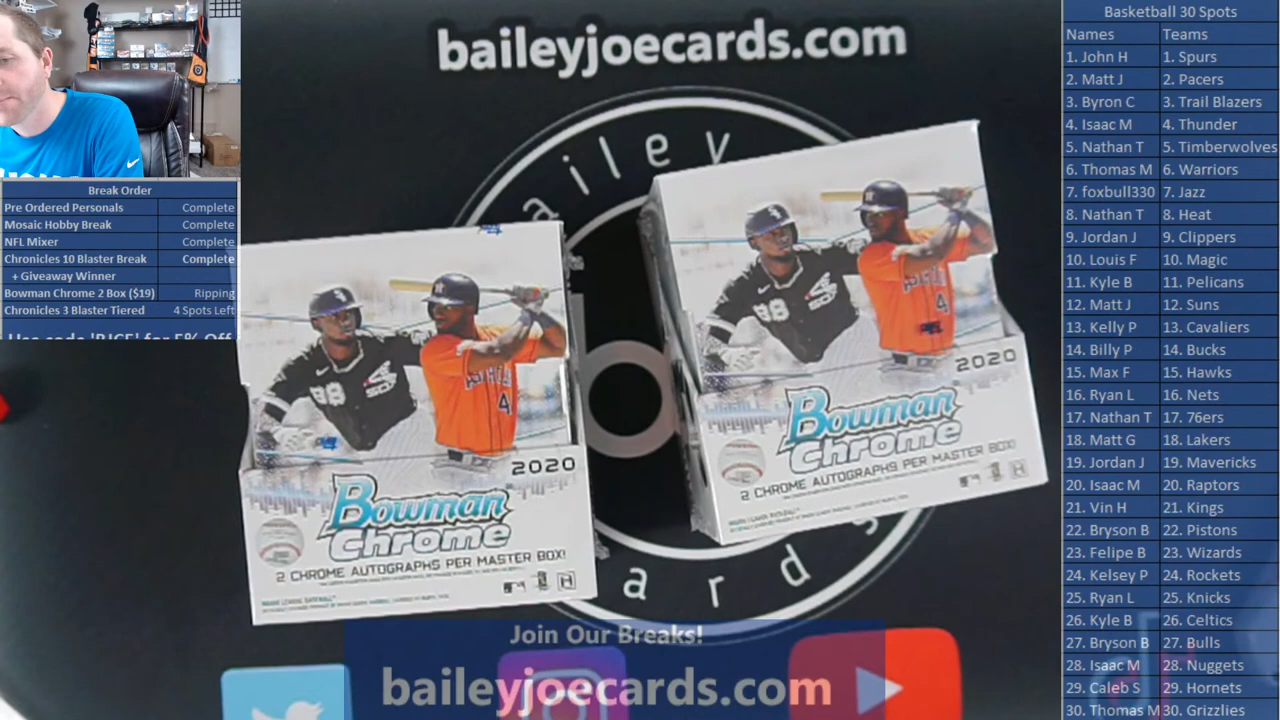 baileyjoecards.com
Basketball 30 Spots
Names Teams
1. John H 1. Spurs
2. Matt J 2. Pacers
3. Byron C 3. Trail Blazers
4. Isaac M 4. Thunder
5. Nathan T 5. Timberwolves
6. Thomas M 6. Warriors
7. foxbull330 7. Jazz
8. Nathan T 8. Heat
9. Jordan J 9. Clippers
10. Louis F 10. Magic
11. Kyle B 11. Pelicans
12. Matt J 12. Suns
13. Kelly P 13. Cavaliers
14. Billy P 14. Bucks
15. Max F 15. Hawks
16. Ryan L 16. Nets
17. Nathan T 17. 76ers
18. Matt G 18. Lakers
19. Jordan J 19. Mavericks
20. Isaac M 20. Raptors
21. Vin H 21. Kings
22. Bryson B 22. Pistons
23. Felipe B 23. Wizards
24. Kelsey P 24. Rockets
25. Ryan L 25. Knicks
26. Kyle B 26. Celtics
27. Bryson B 27. Bulls
28. Isaac M 28. Nuggets
29. Caleb S 29. Hornets
30. Thomas M 30. Grizzlies
Break Order
Pre Ordered Personals Complete
Mosaic Hobby Break Complete
NFL Mixer Complete
Chronicles 10 Blaster Break Complete
+ Giveaway Winner
Bowman Chrome 2 Box ($19) Ripping
Chronicles 3 Blaster Tiered 4 Spots Left
ailey
ards
98
SOX
4
2020
Bowman
Chrome
2 CHROME AUTOGRAPHS PER MASTER BOX!
98
SOX
4
2020
Bowman
Chrome
2 CHROME AUTOGRAPHS PER MASTER BOX!
Join Our Breaks!
baileyjoecards.com